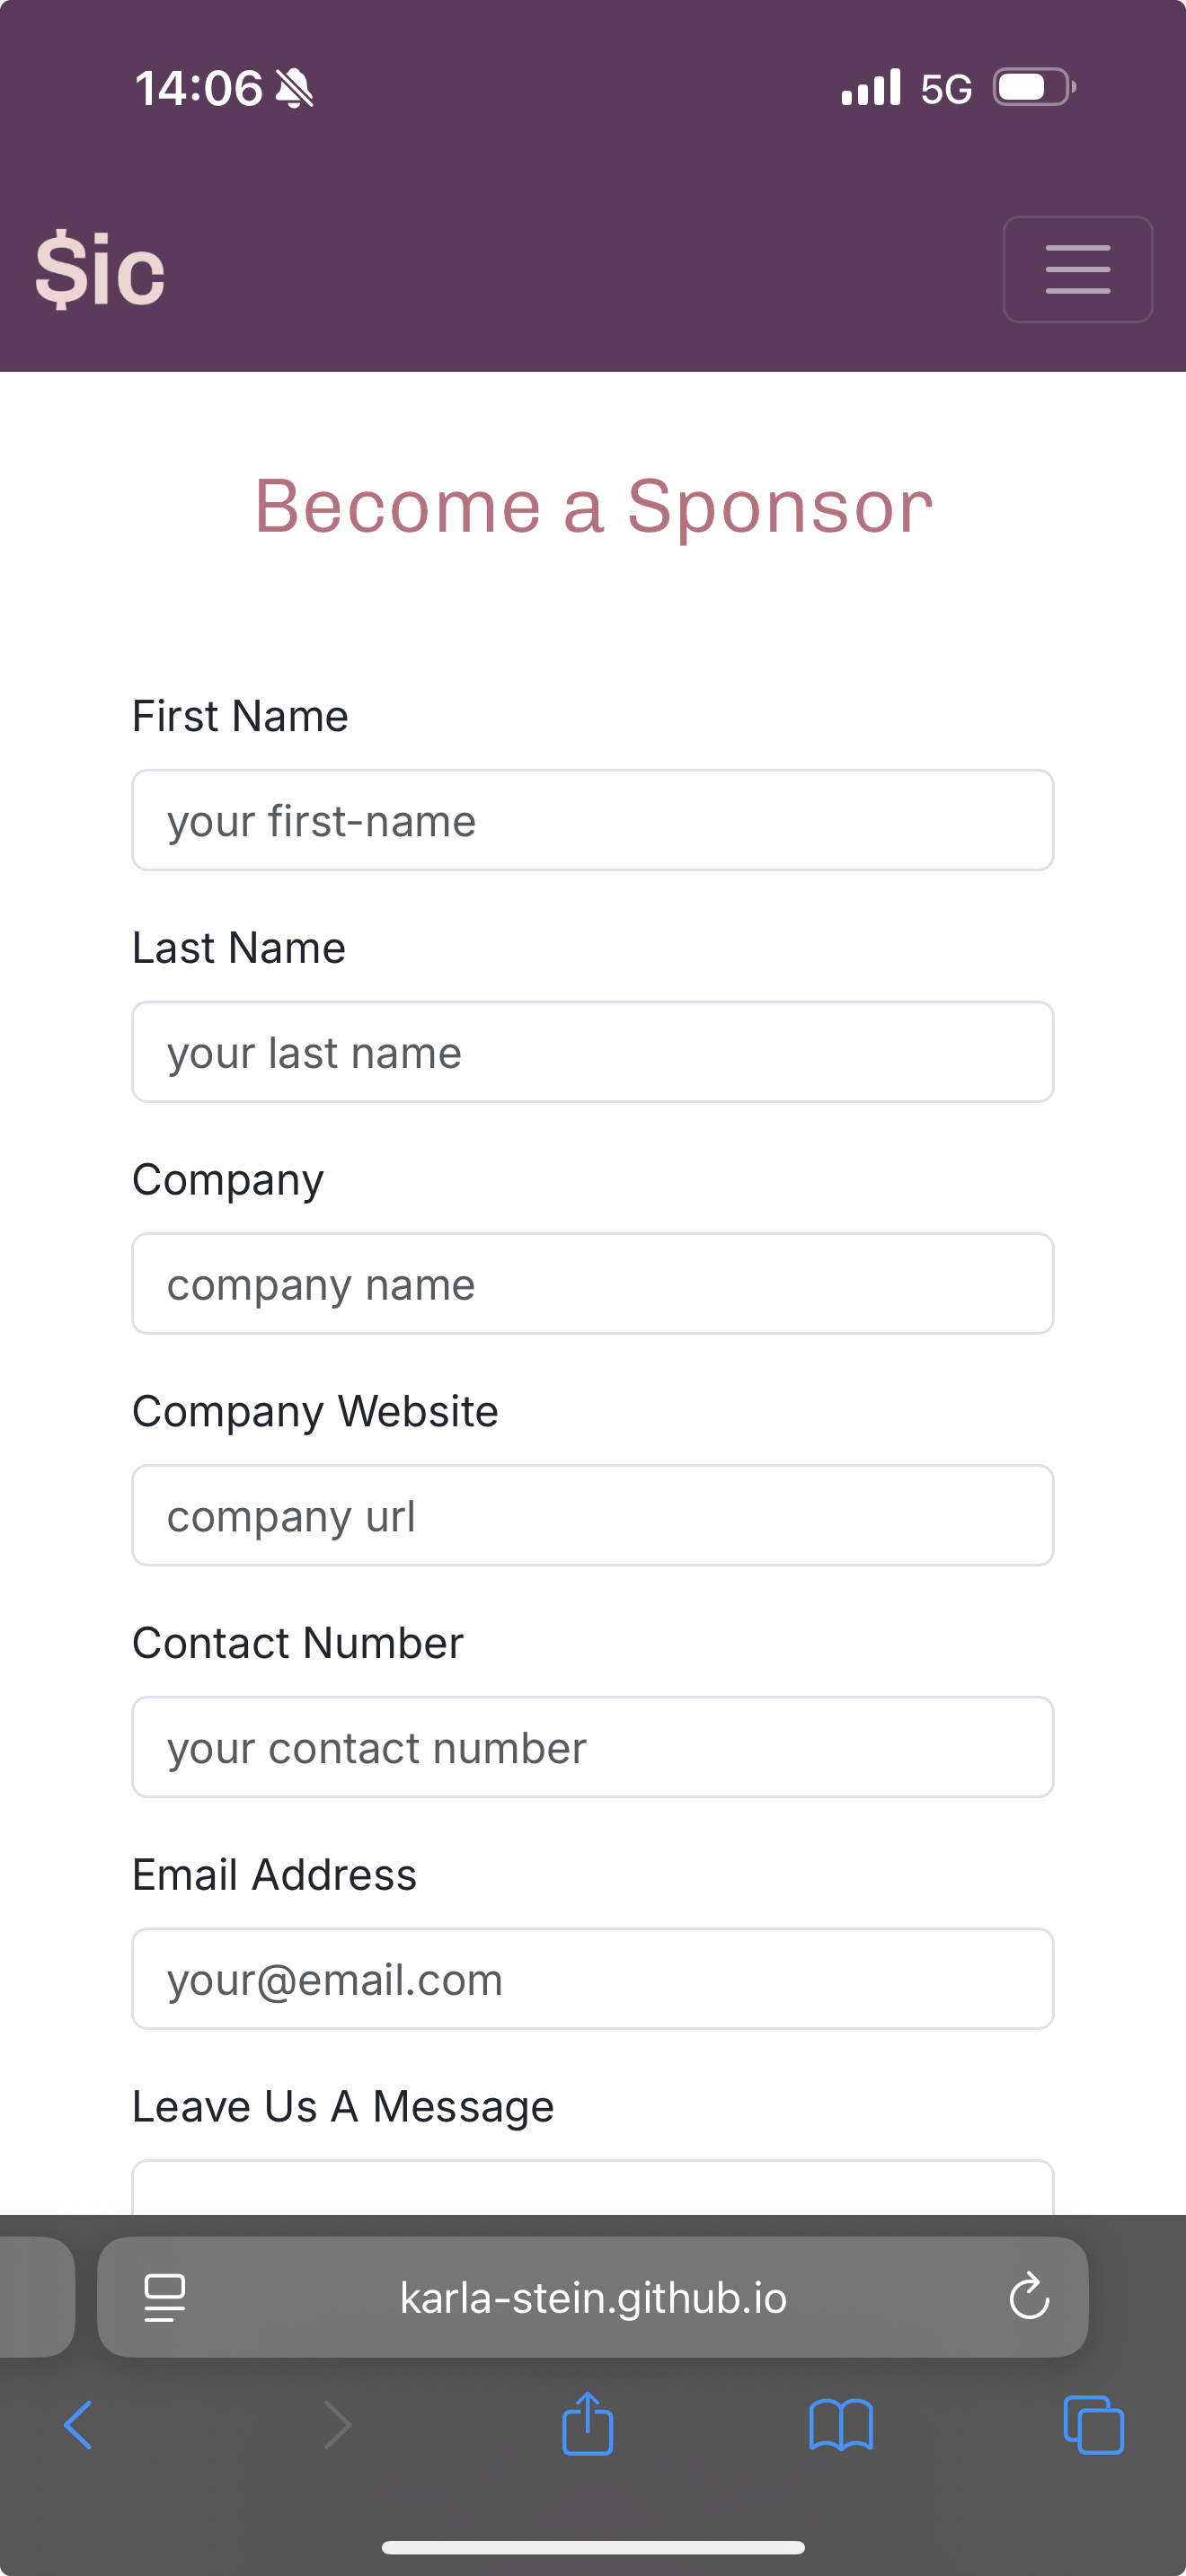 14:06
5G
$ic
Become a Sponsor
First Name
your first-name
Last Name
your last name
Company
company name
Company Website
company url
Contact Number
your contact number
Email Address
your@email.com
Leave Us A Message
karla-stein.github.io